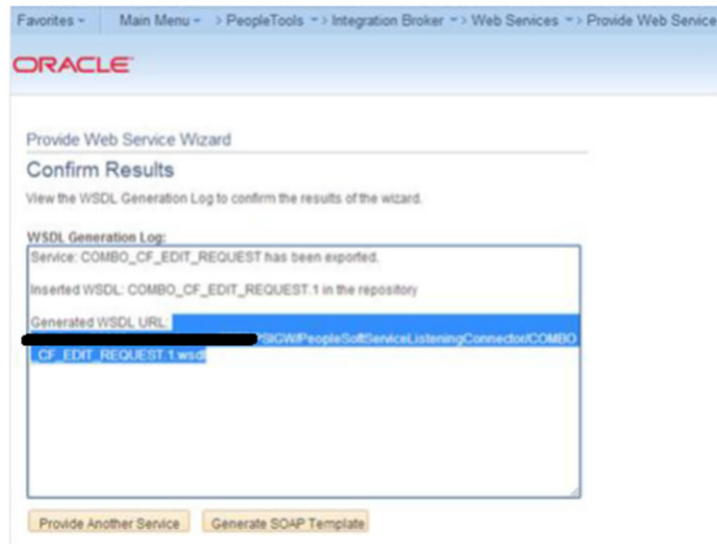 Favorites Main Menu > PeopleTools > Integration Broker > Web Services > Provide Web Service
ORACLE
Provide Web Service Wizard
Confirm Results
View the WSDL Generation Log to confirm the results of the wizard.
WSDL Generation Log:
Service: COMBO_CF_EDIT_REQUEST has been exported.
Inserted WSDL: COMBO_CF_EDIT_REQUEST.1 in the repository
Generated WSDL URL:
PSIGW/PeopleSoftServiceListeningConnector/COMBO
_CF_EDIT_REQUEST.1.wsdl
Provide Another Service Generate SOAP Template